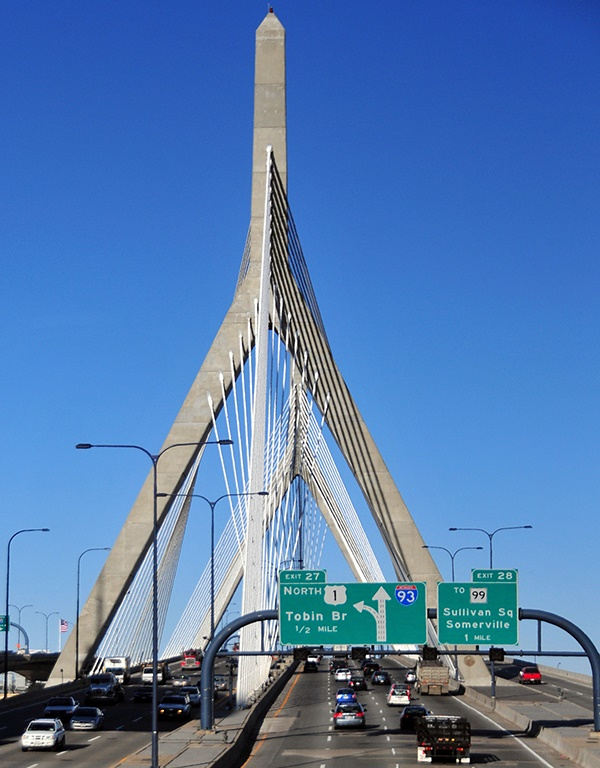 EXIT 27
NORTH 1
93
Tobin Br
1/2 MILE
EXIT 28
TO 99
Sullivan Sq
Somerville
1 MILE